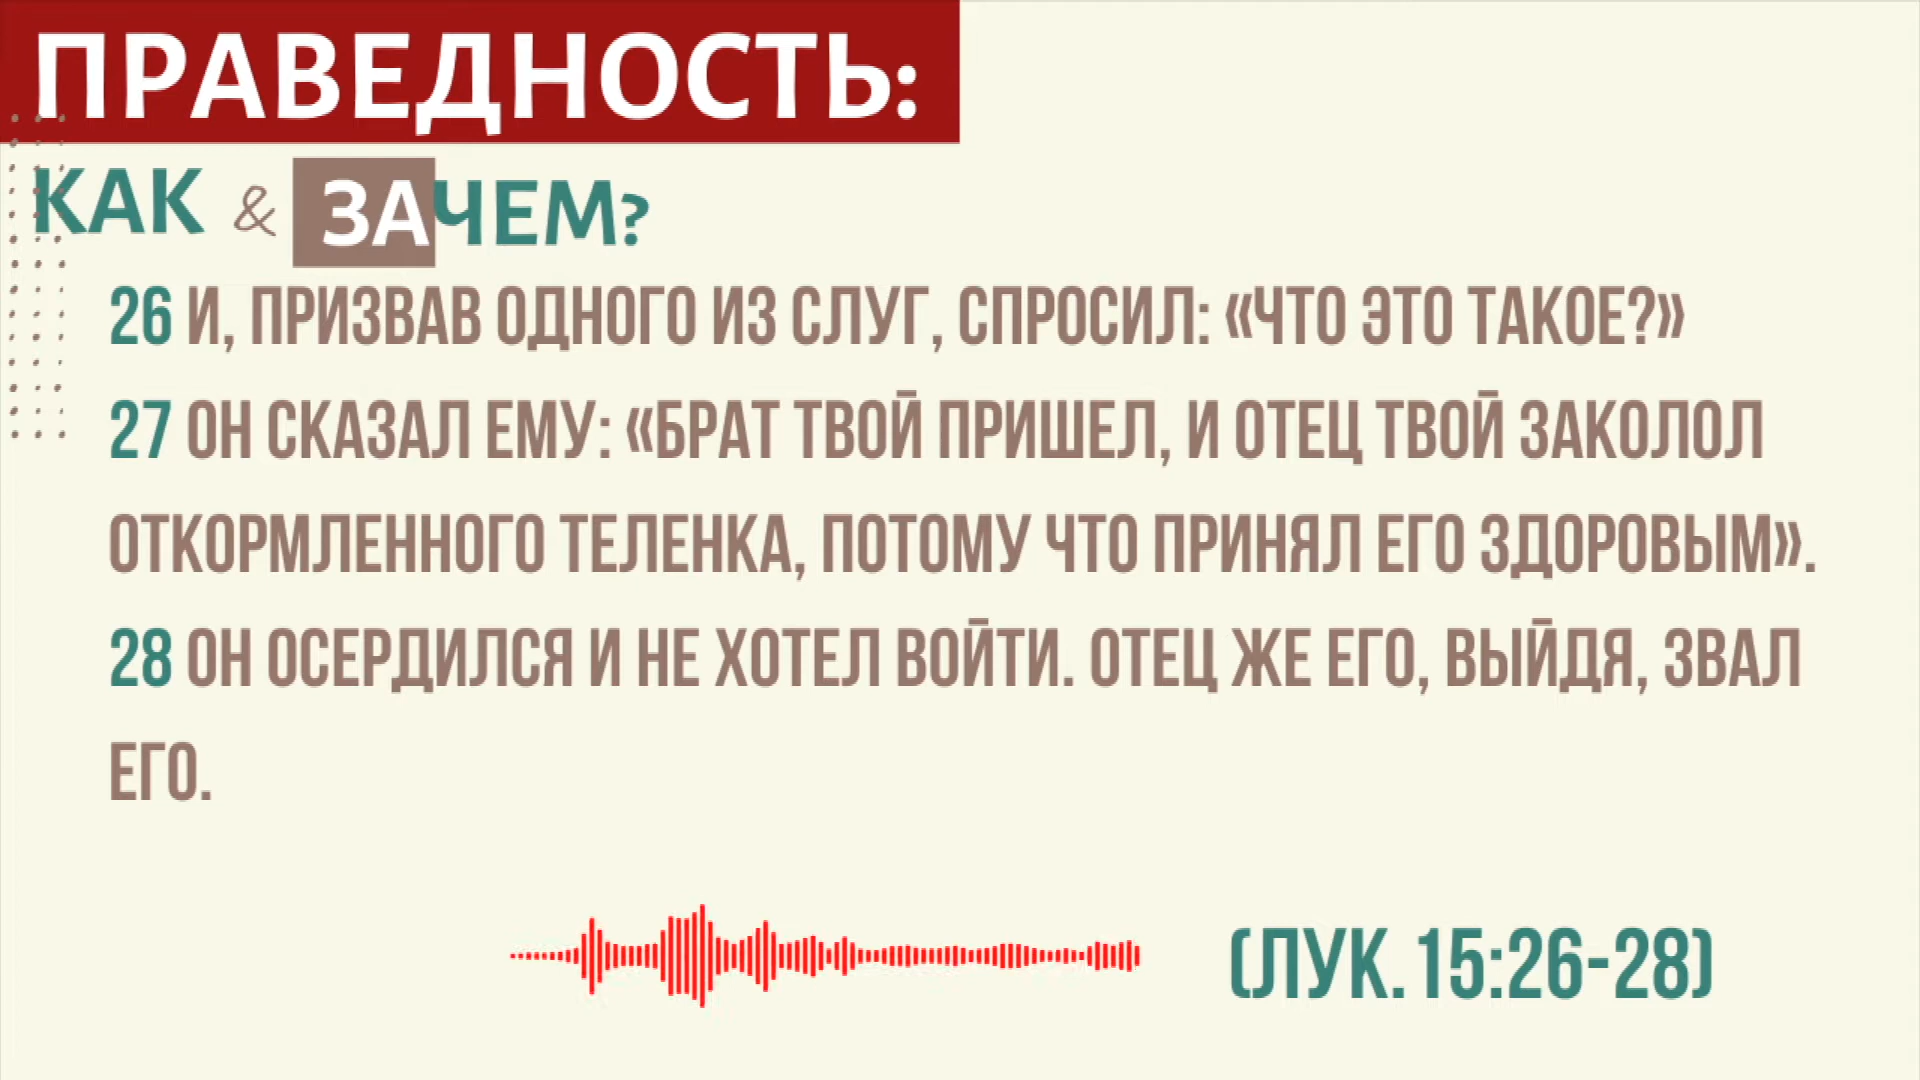 ПРАВЕДНОСТЬ:
КАК & ЗАЧЕМ?
26 И, ПРИЗВАВ ОДНОГО ИЗ СЛУГ, СПРОСИЛ: «ЧТО ЭТО ТАКОЕ?»
27 ОН СКАЗАЛ ЕМУ: «БРАТ ТВОЙ ПРИШЕЛ, И ОТЕЦ ТВОЙ ЗАКОЛОЛ
ОТКОРМЛЕННОГО ТЕЛЕНКА, ПОТОМУ ЧТО ПРИНЯЛ ЕГО ЗДОРОВЫМ».
28 ОН ОСЕРДИЛСЯ И НЕ ХОТЕЛ ВОЙТИ. ОТЕЦ ЖЕ ЕГО, ВЫЙДЯ, ЗВАЛ
ЕГО.
(ЛУК.15:26-28)